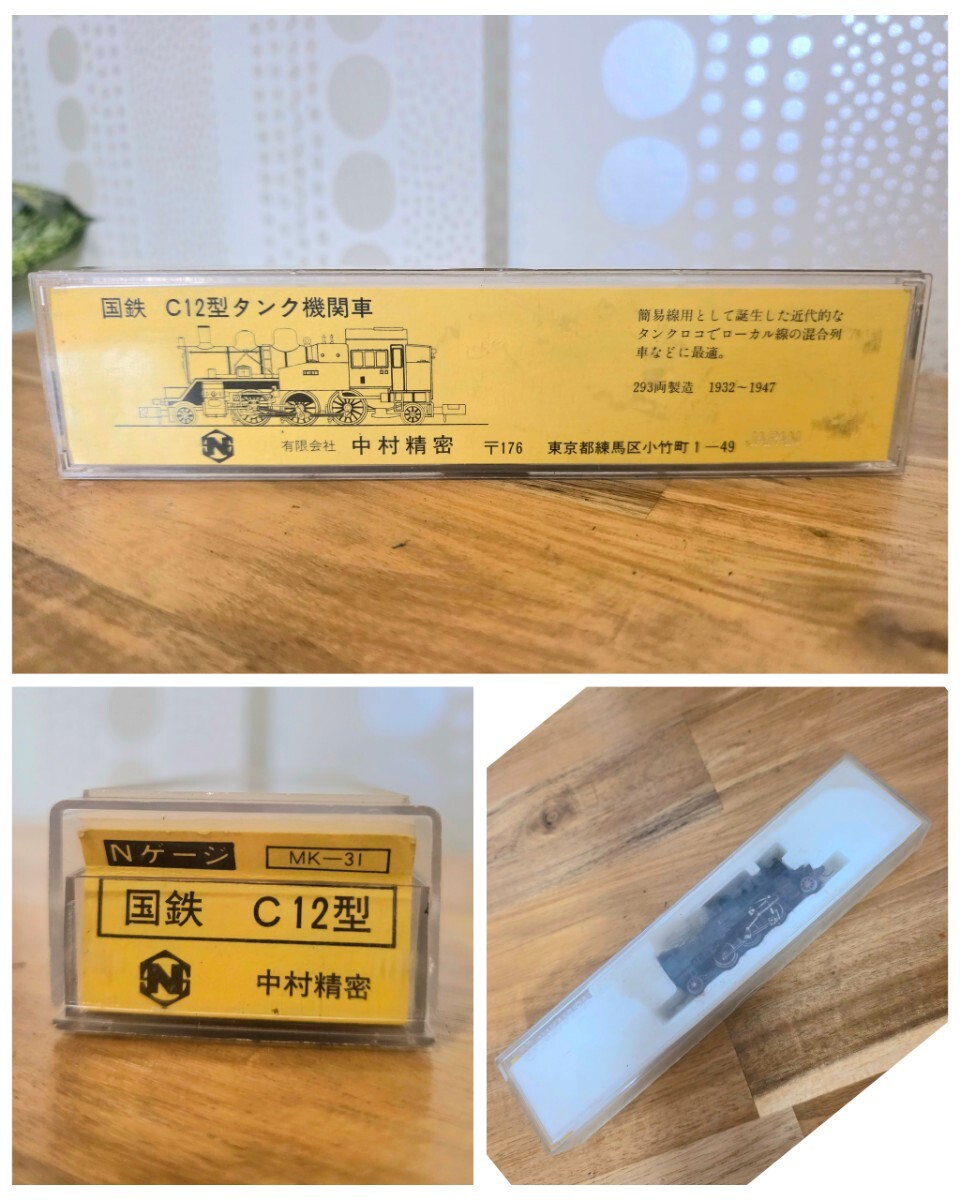 国鉄 C12型タンク機関車
簡易線用として誕生した近代的な
タンクロコでローカル線の混合列
車などに最適。
293両製造 1932~1947
有限会社 中村精密 〒176 東京都練馬区小竹町1-49
JAPAN
Nゲージ MK-31
国鉄 C12型
N 中村精密